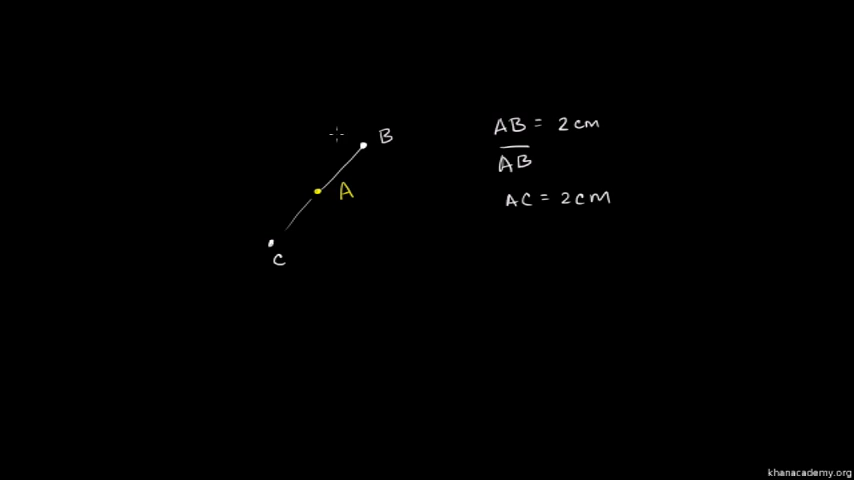 B
AB = 2cm
AB
A
AC = 2cm
C
khanacademy.org